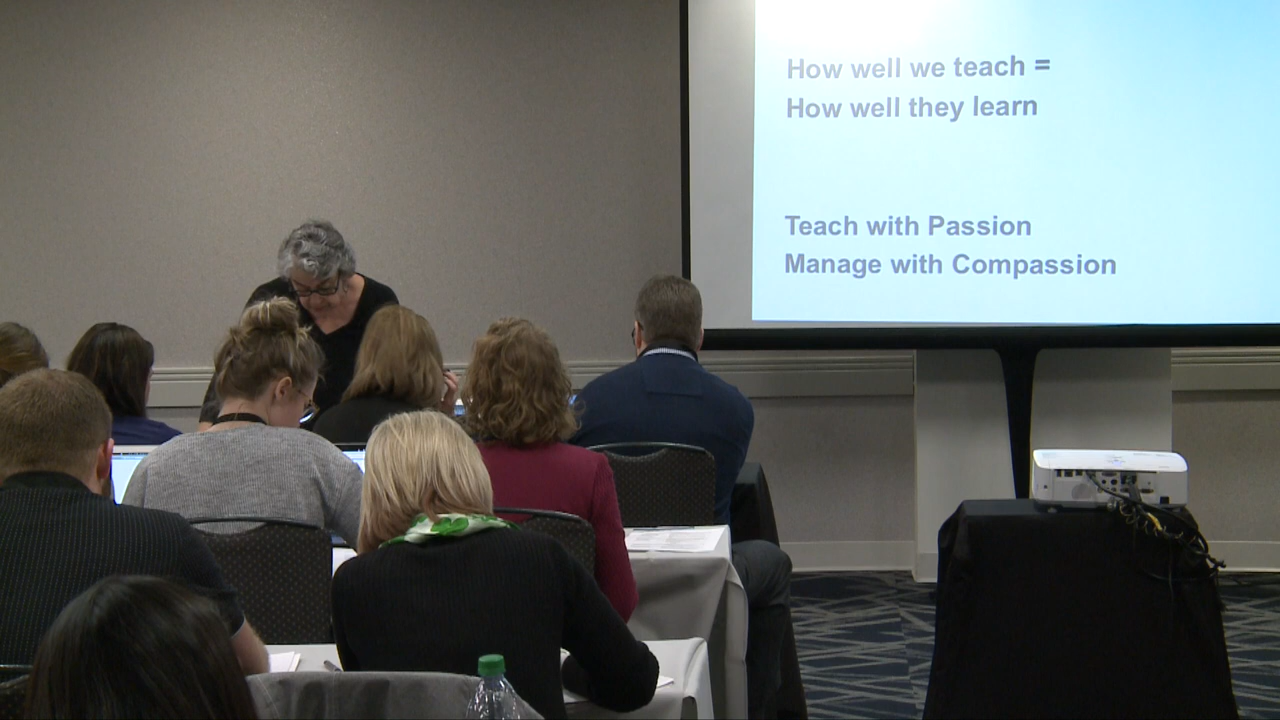 How well we teach =
How well they learn
Teach with Passion
Manage with Compassion